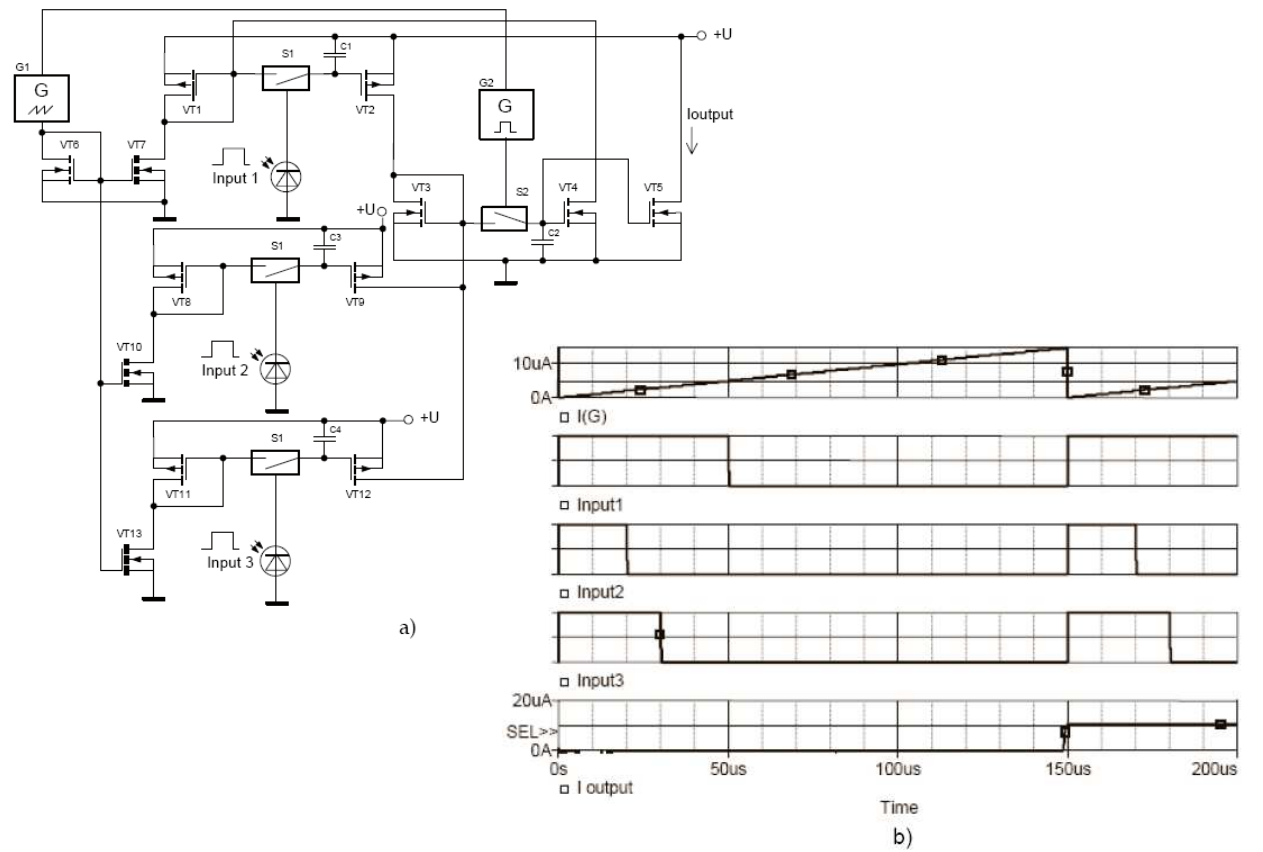 +U
S1
C1
G1
G
VT1
VT2
G2
G
Ioutput
VT6
VT7
Input 1
VT3
S2
VT4
VT5
+U
C2
S1
C3
VT8
VT9
VT10
Input 2
+U
S1
C4
VT11
VT12
VT13
Input 3
a)
10uA
0A
I(G)
Input1
Input2
Input3
20uA
SEL>>
0A
0s 50us 100us 150us 200us
I output
Time
b)